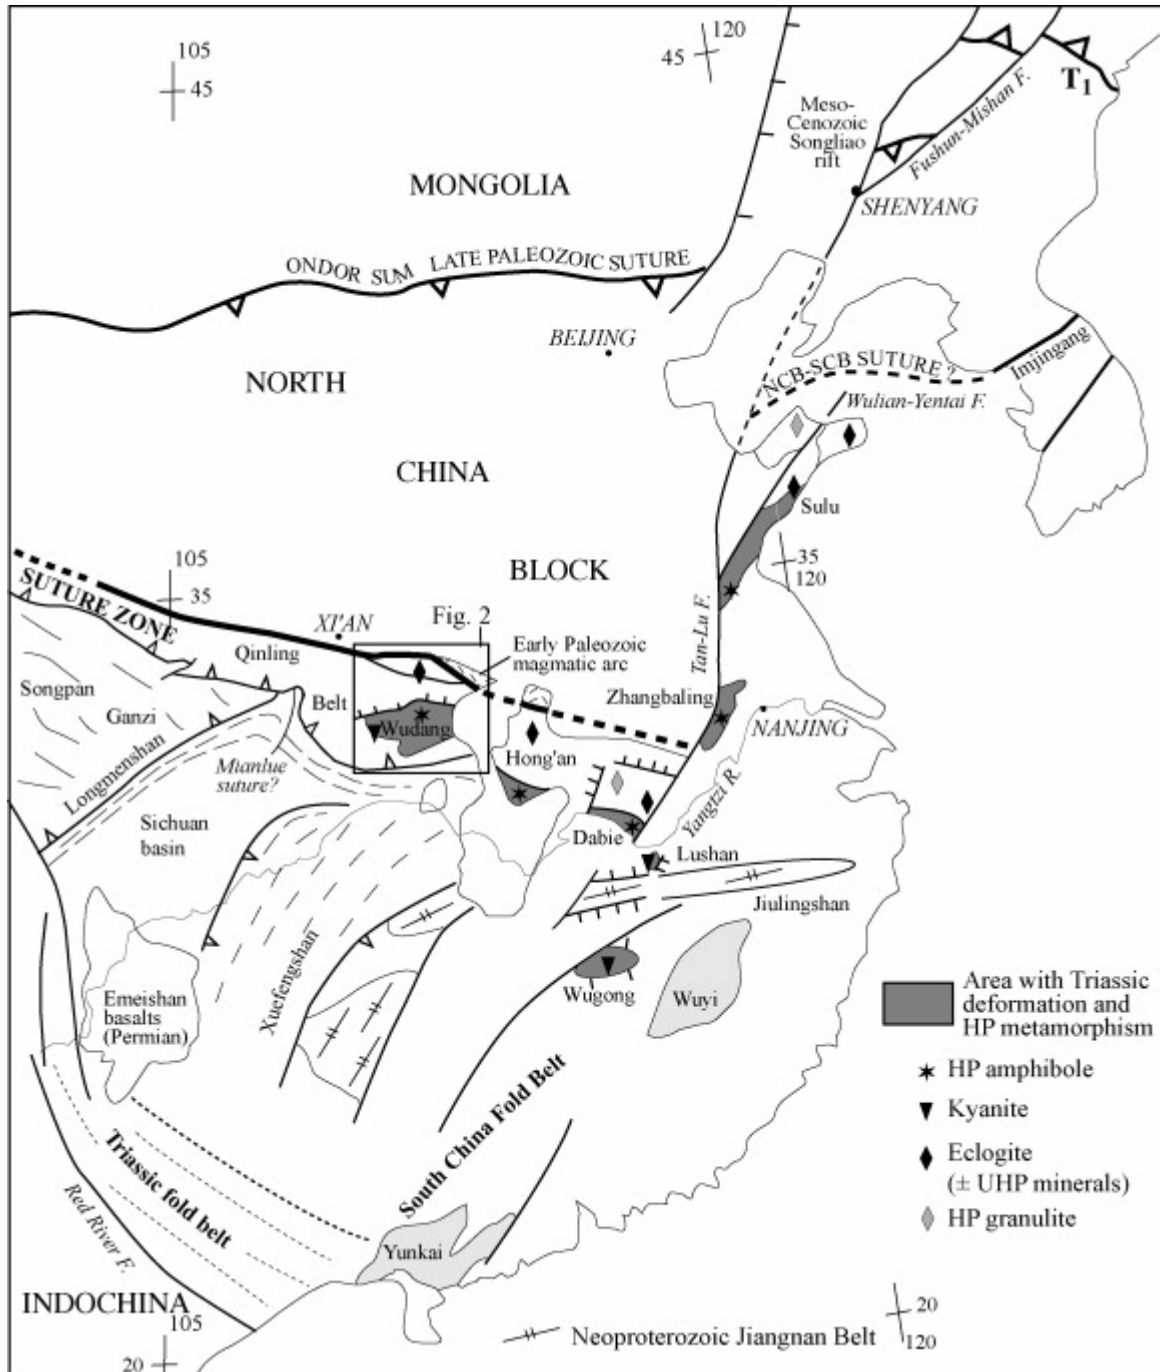 105
45
120
45
T1
Meso-
Cenozoic
Songliao
rift
Fushun-Mishan F.
SHENYANG
MONGOLIA
ONDOR SUM LATE PALEOZOIC SUTURE
BEIJING
NORTH
NCB-SCB SUTURE ?
Imjingang
Wulian-Yentai F.
CHINA
Sulu
35
120
BLOCK
105
35
SUTURE ZONE
XI'AN
Fig. 2
Early Paleozoic
magmatic arc
Tan-Lu F.
Qinling
Belt
Songpan
Ganzi
Zhangbaling
NANJING
Wudang
Hong'an
Longmenshan
Mianlue
suture?
Yangtzi R.
Sichuan
basin
Dabie
Lushan
Jiulingshan
Xuefengshan
Wugong
Wuyi
Emeishan
basalts
(Permian)
South China Fold Belt
Triassic fold belt
Red River F.
Yunkai
INDOCHINA
105
20
20
120
Area with Triassic
deformation and
HP metamorphism
HP amphibole
Kyanite
Eclogite
(± UHP minerals)
HP granulite
Neoproterozoic Jiangnan Belt